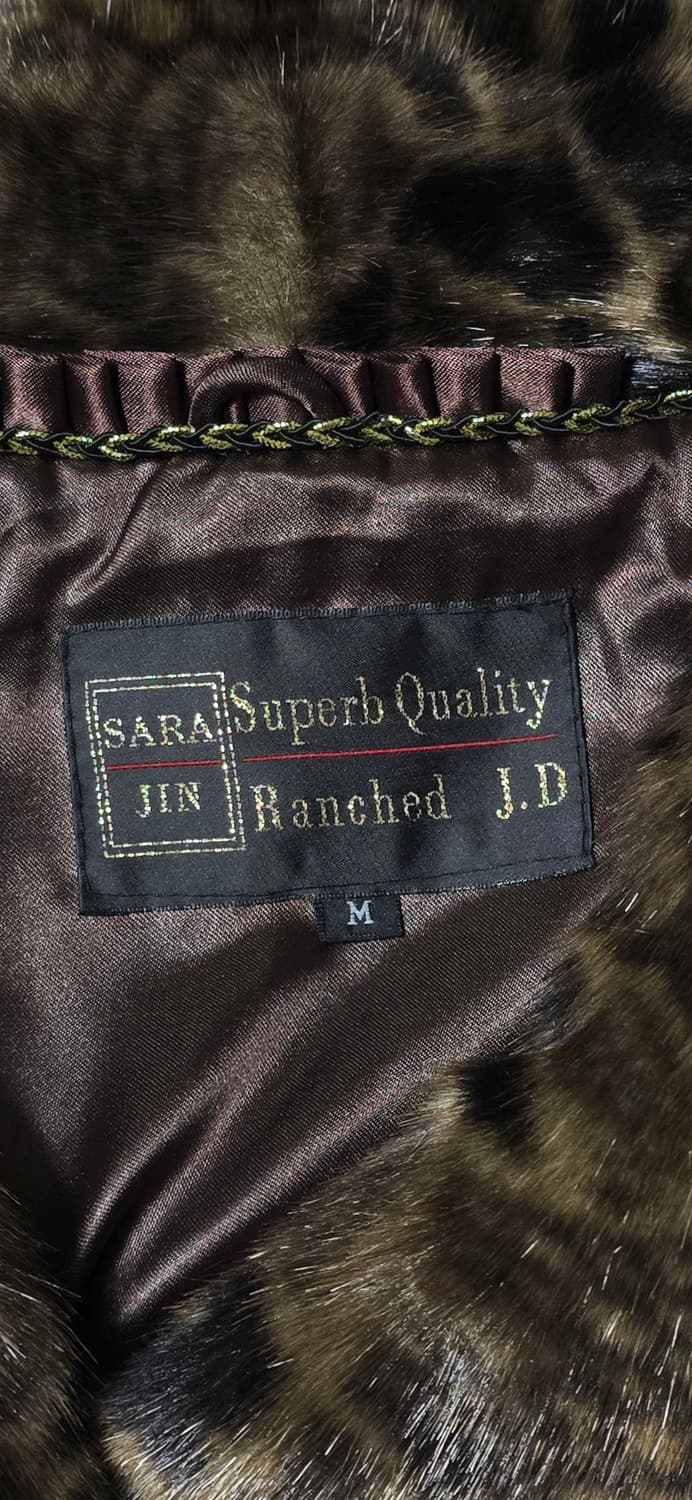 SARA
JIN
Superb Quality
Ranched J.D
M